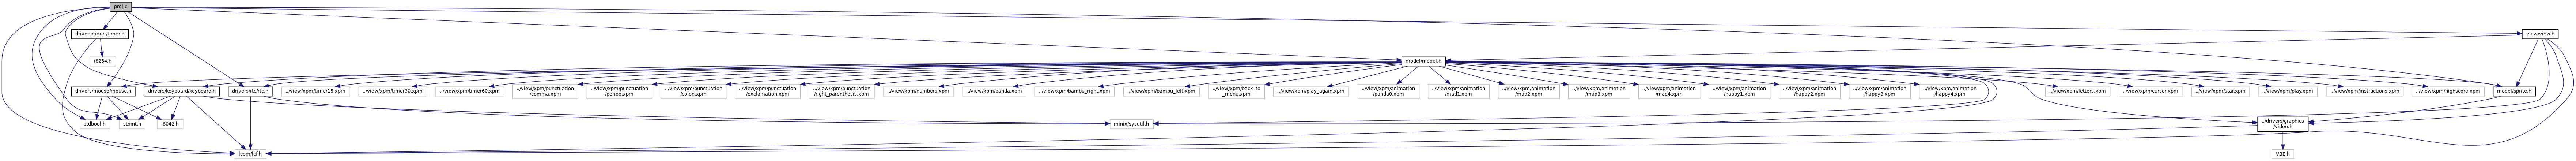 proj.c
drivers/timer/timer.h
view/view.h
i8254.h
model/model.h
drivers/mouse/mouse.h
drivers/keyboard/keyboard.h
drivers/rtc/rtc.h
../view/xpm/timer15.xpm
../view/xpm/timer30.xpm
../view/xpm/timer60.xpm
../view/xpm/punctuation
/comma.xpm
../view/xpm/punctuation
/period.xpm
../view/xpm/punctuation
/colon.xpm
../view/xpm/punctuation
/exclamation.xpm
../view/xpm/punctuation
/right_parenthesis.xpm
../view/xpm/numbers.xpm
../view/xpm/panda.xpm
../view/xpm/bambu_right.xpm
../view/xpm/bambu_left.xpm
../view/xpm/back_to
_menu.xpm
../view/xpm/play_again.xpm
../view/xpm/animation
/panda0.xpm
../view/xpm/animation
/mad1.xpm
../view/xpm/animation
/mad2.xpm
../view/xpm/animation
/mad3.xpm
../view/xpm/animation
/mad4.xpm
../view/xpm/animation
/happy1.xpm
../view/xpm/animation
/happy2.xpm
../view/xpm/animation
/happy3.xpm
../view/xpm/animation
/happy4.xpm
../view/xpm/letters.xpm
../view/xpm/cursor.xpm
../view/xpm/star.xpm
../view/xpm/play.xpm
../view/xpm/instructions.xpm
../view/xpm/highscore.xpm
model/sprite.h
stdbool.h
stdint.h
i8042.h
minix/sysutil.h
../drivers/graphics
/video.h
lcom/lcf.h
VBE.h